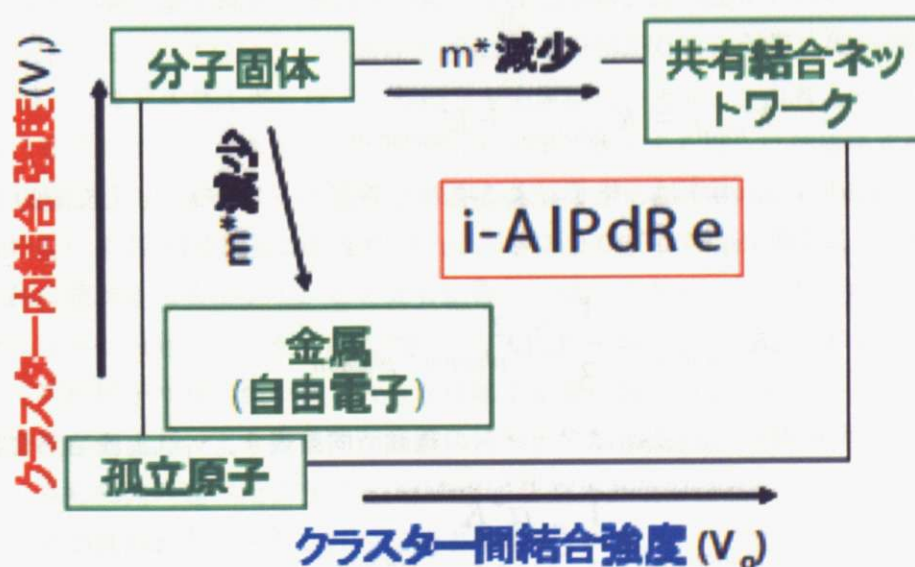 分子固体
m* 減少
共有結合ネッ
トワーク
クラスター内結合 強度(V_I)
m* 減少
i-AlPdRe
金属
(自由電子)
孤立原子
クラスター間結合強度 (V_o)